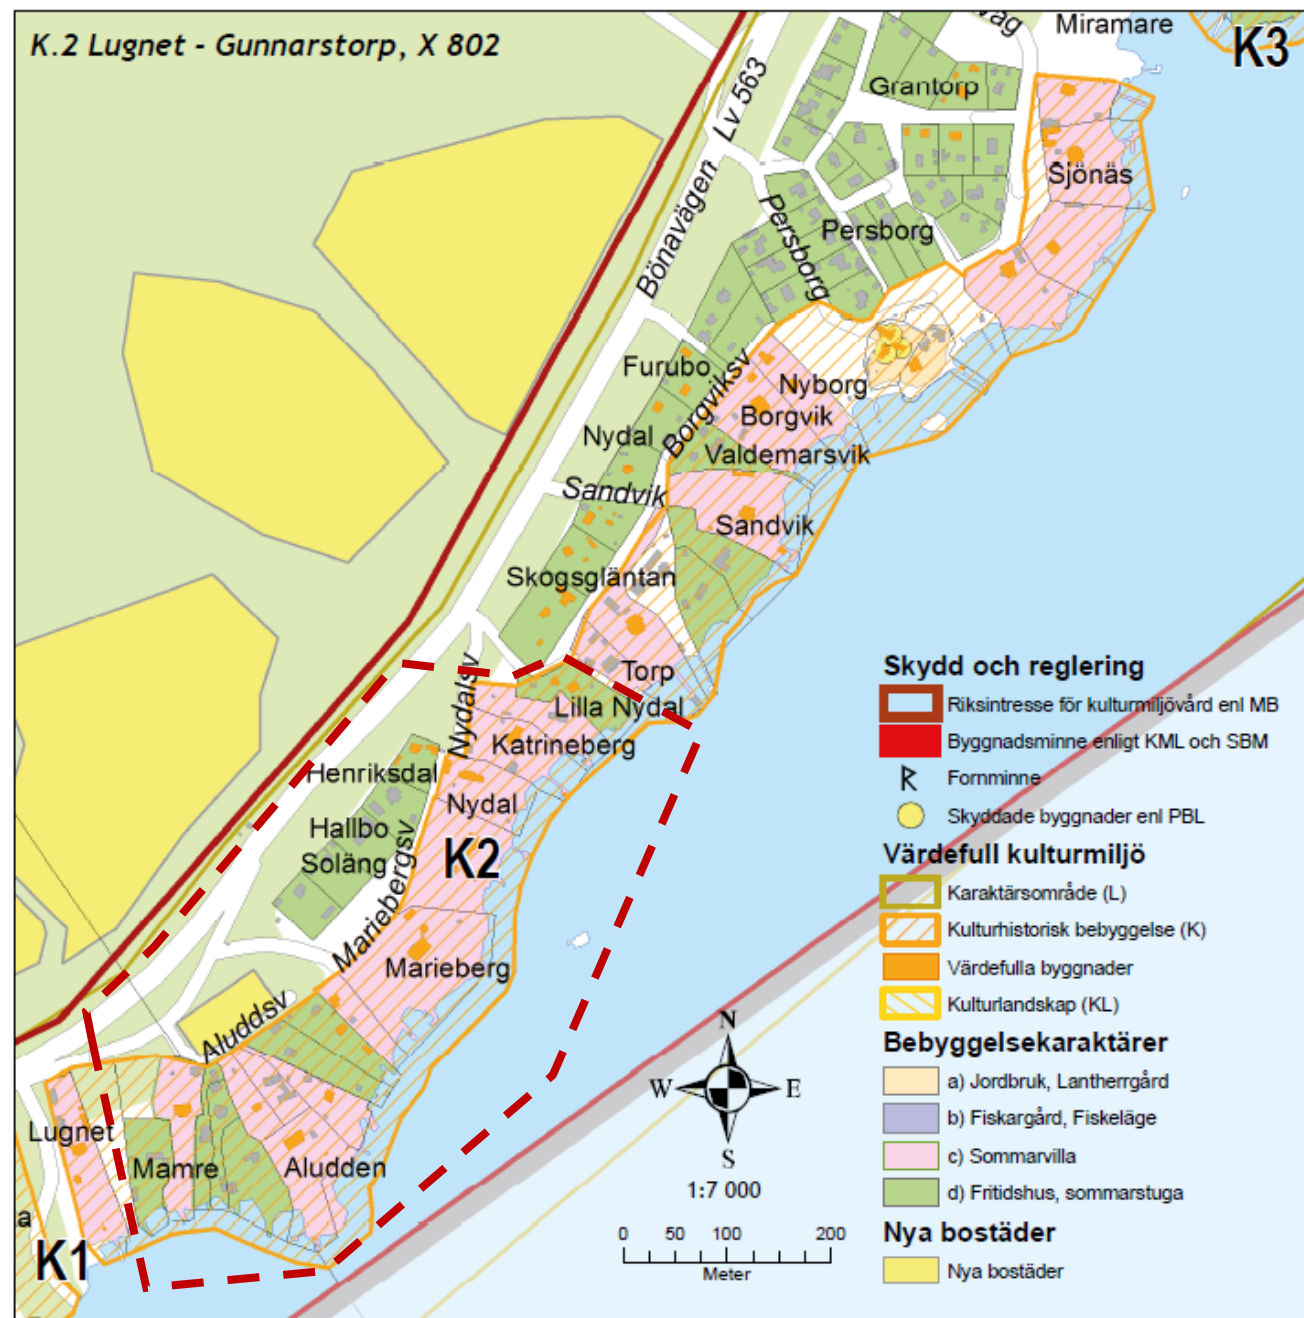 K.2 Lugnet - Gunnarstorp, X 802
väg
Miramare
K3
Lv 563
Grantorp
Sjönäs
Bönavägen
Persborg
Persborg
Furubo
Borgviksv
Nyborg
Borgvik
Nydal
Valdemarsvik
Sandvik
Sandvik
Skogsgläntan
Torp
Lilla Nydal
Nydalsv
Katrineberg
Henriksdal
Nydal
Hallbo
Soläng
K2
Mariebergsv
Marieberg
Aluddsv
Lugnet
Mamre
Aludden
a
K1
N
W
E
S
1:7 000
0 50 100 200
Meter
Skydd och reglering
Riksintresse för kulturmiljövård enl MB
Byggnadsminne enligt KML och SBM
Fornminne
Skyddade byggnader enl PBL
Värdefull kulturmiljö
Karaktärsområde (L)
Kulturhistorisk bebyggelse (K)
Värdefulla byggnader
Kulturlandskap (KL)
Bebyggelsekaraktärer
a) Jordbruk, Lantherrgård
b) Fiskargård, Fiskeläge
c) Sommarvilla
d) Fritidshus, sommarstuga
Nya bostäder
Nya bostäder